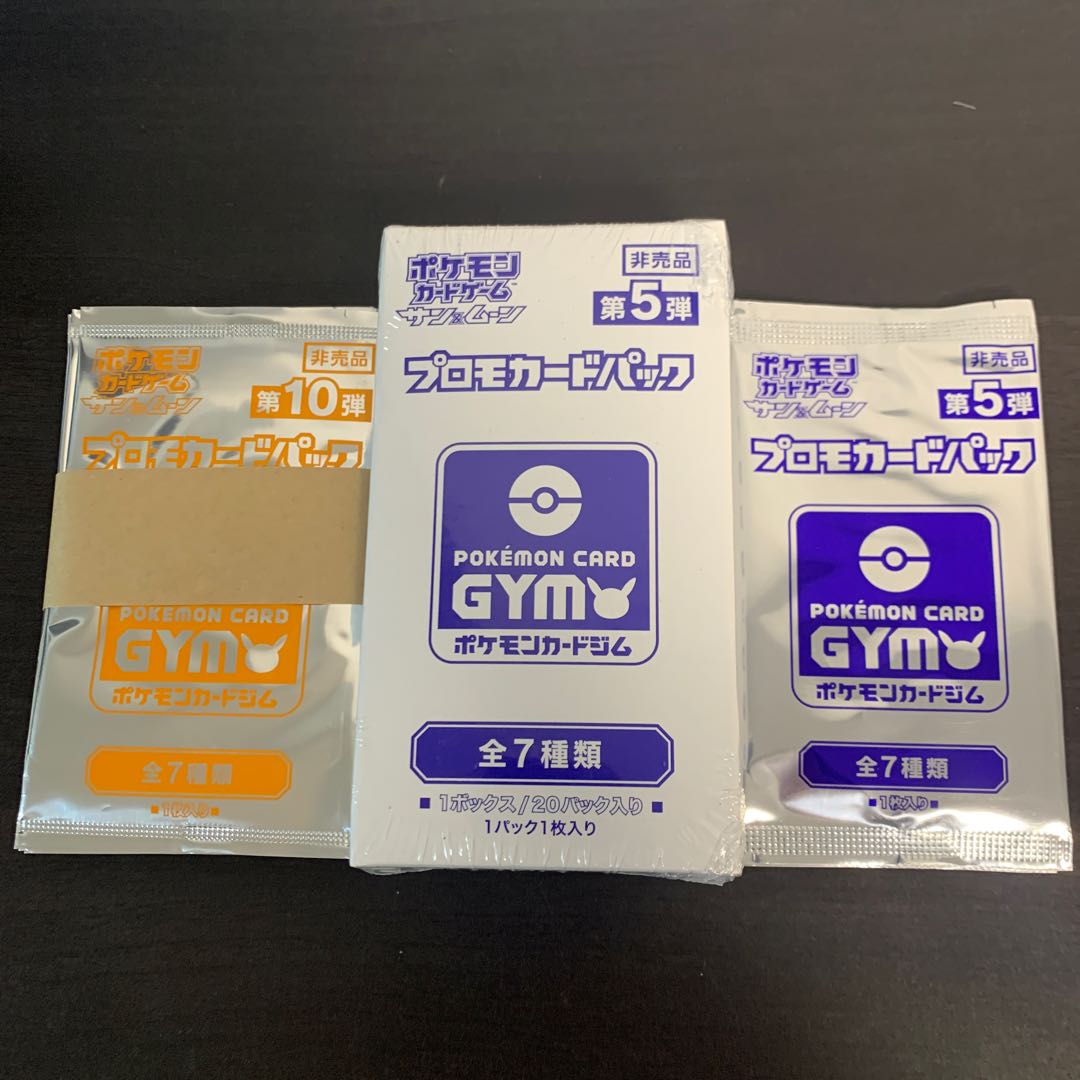 ポケモン
カードゲーム
サン&ムーン
非売品
第10弾
プロモカードパック
POKÉMON CARD
GYM
ポケモンカードジム
全7種類
■1枚入り■
ポケモン
カードゲーム™
サン&ムーン
非売品
第5弾
プロモカードパック
POKÉMON CARD
GYM
ポケモンカードジム
全7種類
■1ボックス/20パック入り■
1パック1枚入り
ポケモン
カードゲーム
サン&ムーン
非売品
第5弾
プロモカードパック
POKÉMON CARD
GYM
ポケモンカードジム
全7種類
■1枚入り■